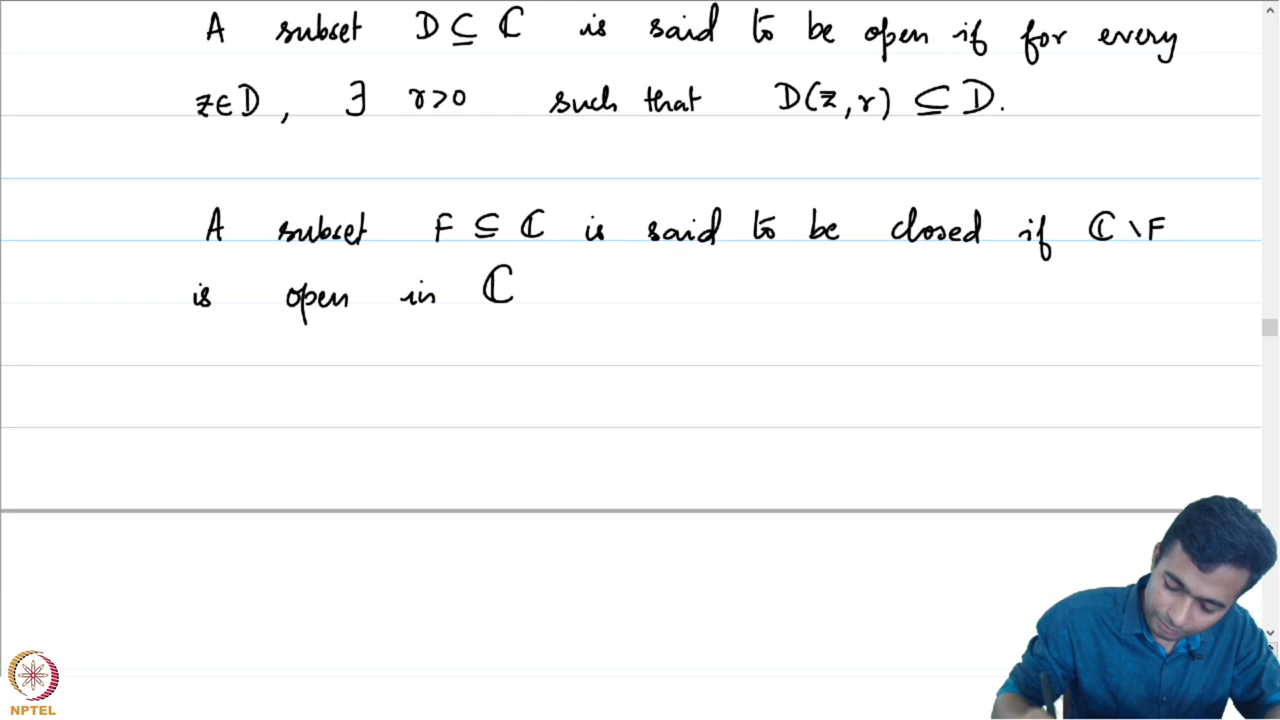 A subset D ⊆ ℂ is said to be open if for every
z∈D, ∃ r>0 such that D(z,r) ⊆ D.
A subset F ⊆ ℂ is said to be closed if ℂ\F
is open in ℂ
NPTEL